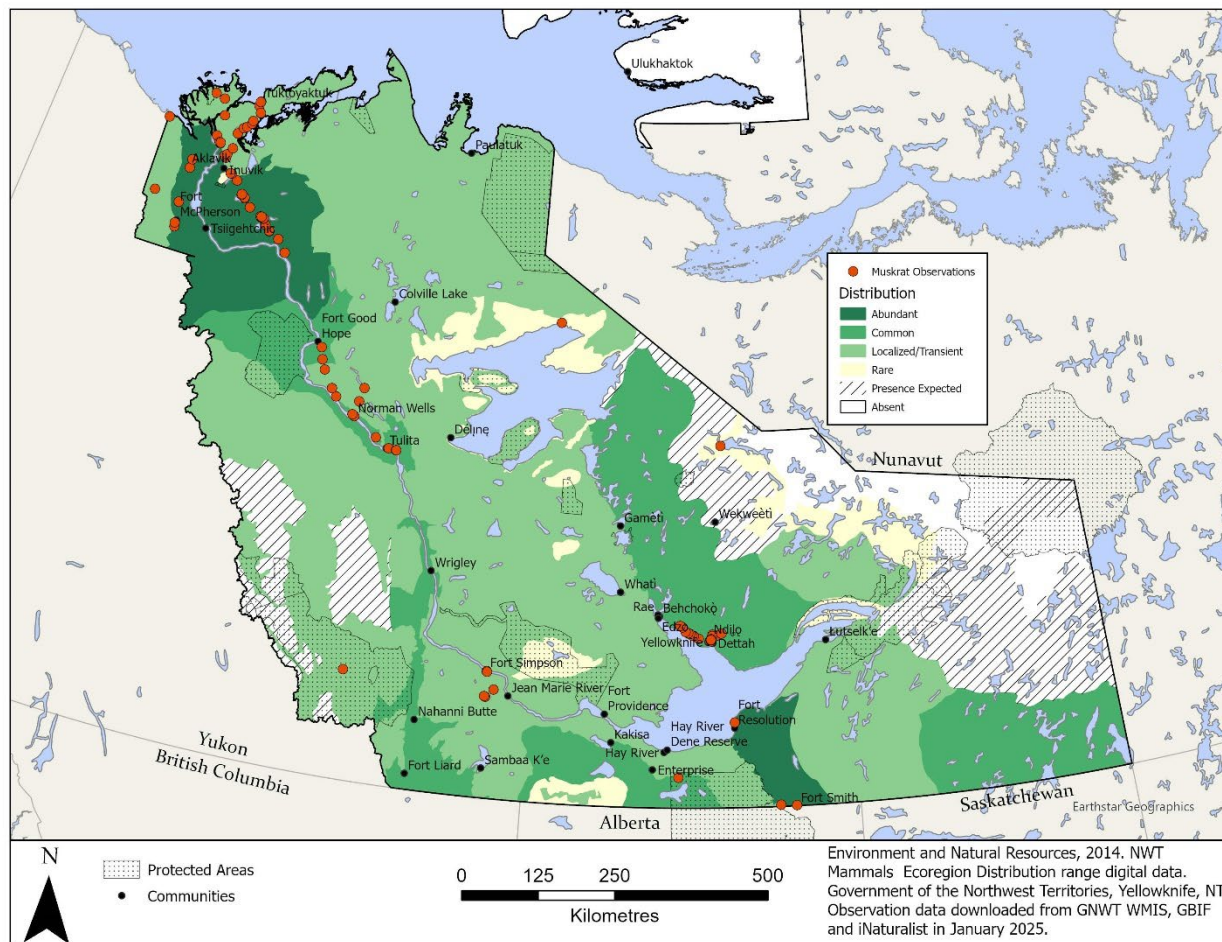 Ulukhaktok
Tuktoyaktuk
Paulatuk
Aklavik
Inuvik
Fort
McPherson
Tsiigehtchic
Muskrat Observations
Distribution
Abundant
Common
Localized/Transient
Rare
Presence Expected
Absent
Colville Lake
Fort Good
Hope
Norman Wells
Délįnę
Tulita
Nunavut
Gamètì
Wekweètì
Wrigley
Whatì
Rae
Behchokǫ̀
Edzo
Ndilǫ
Yellowknife
Dettah
Lutselk'e
Fort Simpson
Jean Marie River
Fort
Providence
Fort
Resolution
Nahanni Butte
Kakisa
Hay River
Dene Reserve
Hay River
Yukon
British Columbia
Fort Liard
Sambaa K'e
Enterprise
Fort Smith
Saskatchewan
Alberta
Earthstar Geographics
N
Protected Areas
Communities
0 125 250 500
Kilometres
Environment and Natural Resources, 2014. NWT
Mammals Ecoregion Distribution range digital data.
Government of the Northwest Territories, Yellowknife, NT
Observation data downloaded from GNWT WMIS, GBIF
and iNaturalist in January 2025.